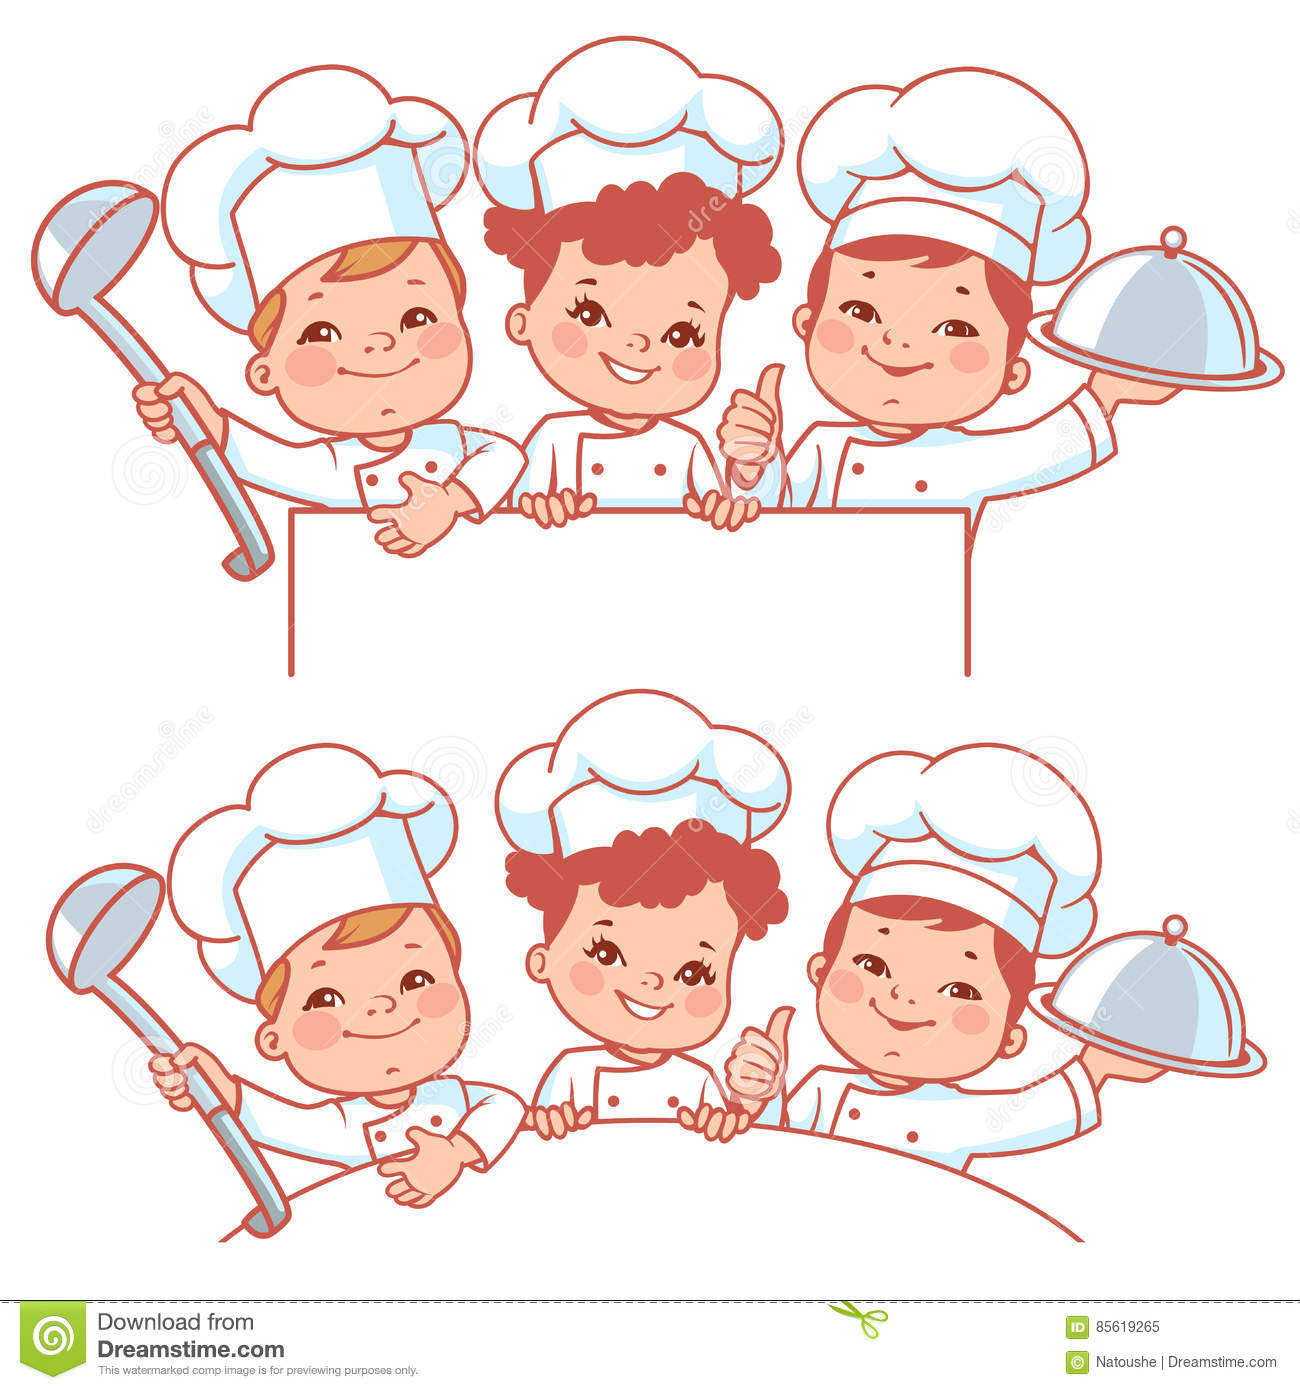 Download from
Dreamstime.com
This watermarked comp image is for previewing purposes only.
ID 85619265
© Natoushe | Dreamstime.com